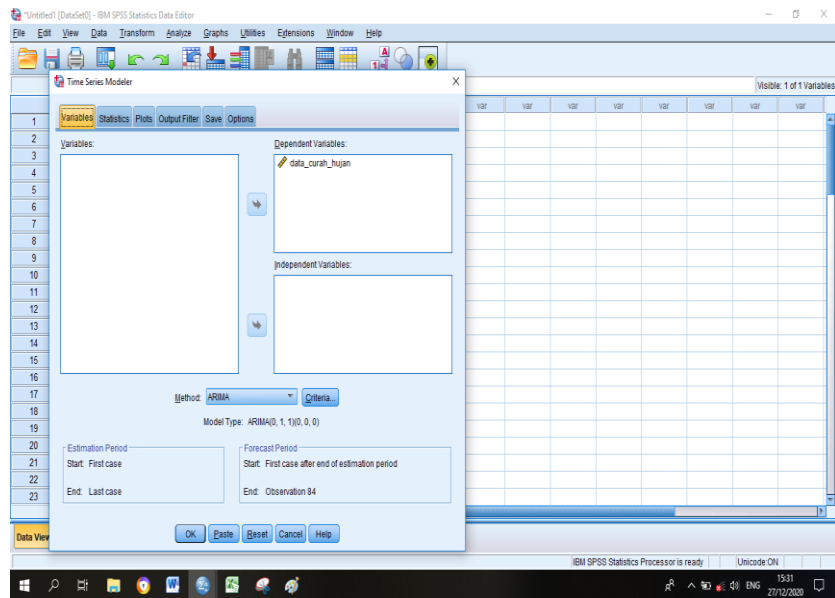 *Untitled1 [DataSet0] - IBM SPSS Statistics Data Editor
File Edit View Data Transform Analyze Graphs Utilities Extensions Window Help
Time Series Modeler
Visible: 1 of 1 Variables
var var var var var var var var
Variables Statistics Plots Output Filter Save Options
Variables:
Dependent Variables:
data_curah_hujan
Independent Variables:
Method: ARIMA Criteria...
Model Type: ARIMA(0, 1, 1)(0, 0, 0)
Estimation Period
Start: First case
End: Last case
Forecast Period
Start: First case after end of estimation period
End: Observation 84
OK Paste Reset Cancel Help
1
2
3
4
5
6
7
8
9
10
11
12
13
14
15
16
17
18
19
20
21
22
23
Data View
IBM SPSS Statistics Processor is ready Unicode:ON
ENG
15:31
27/12/2020